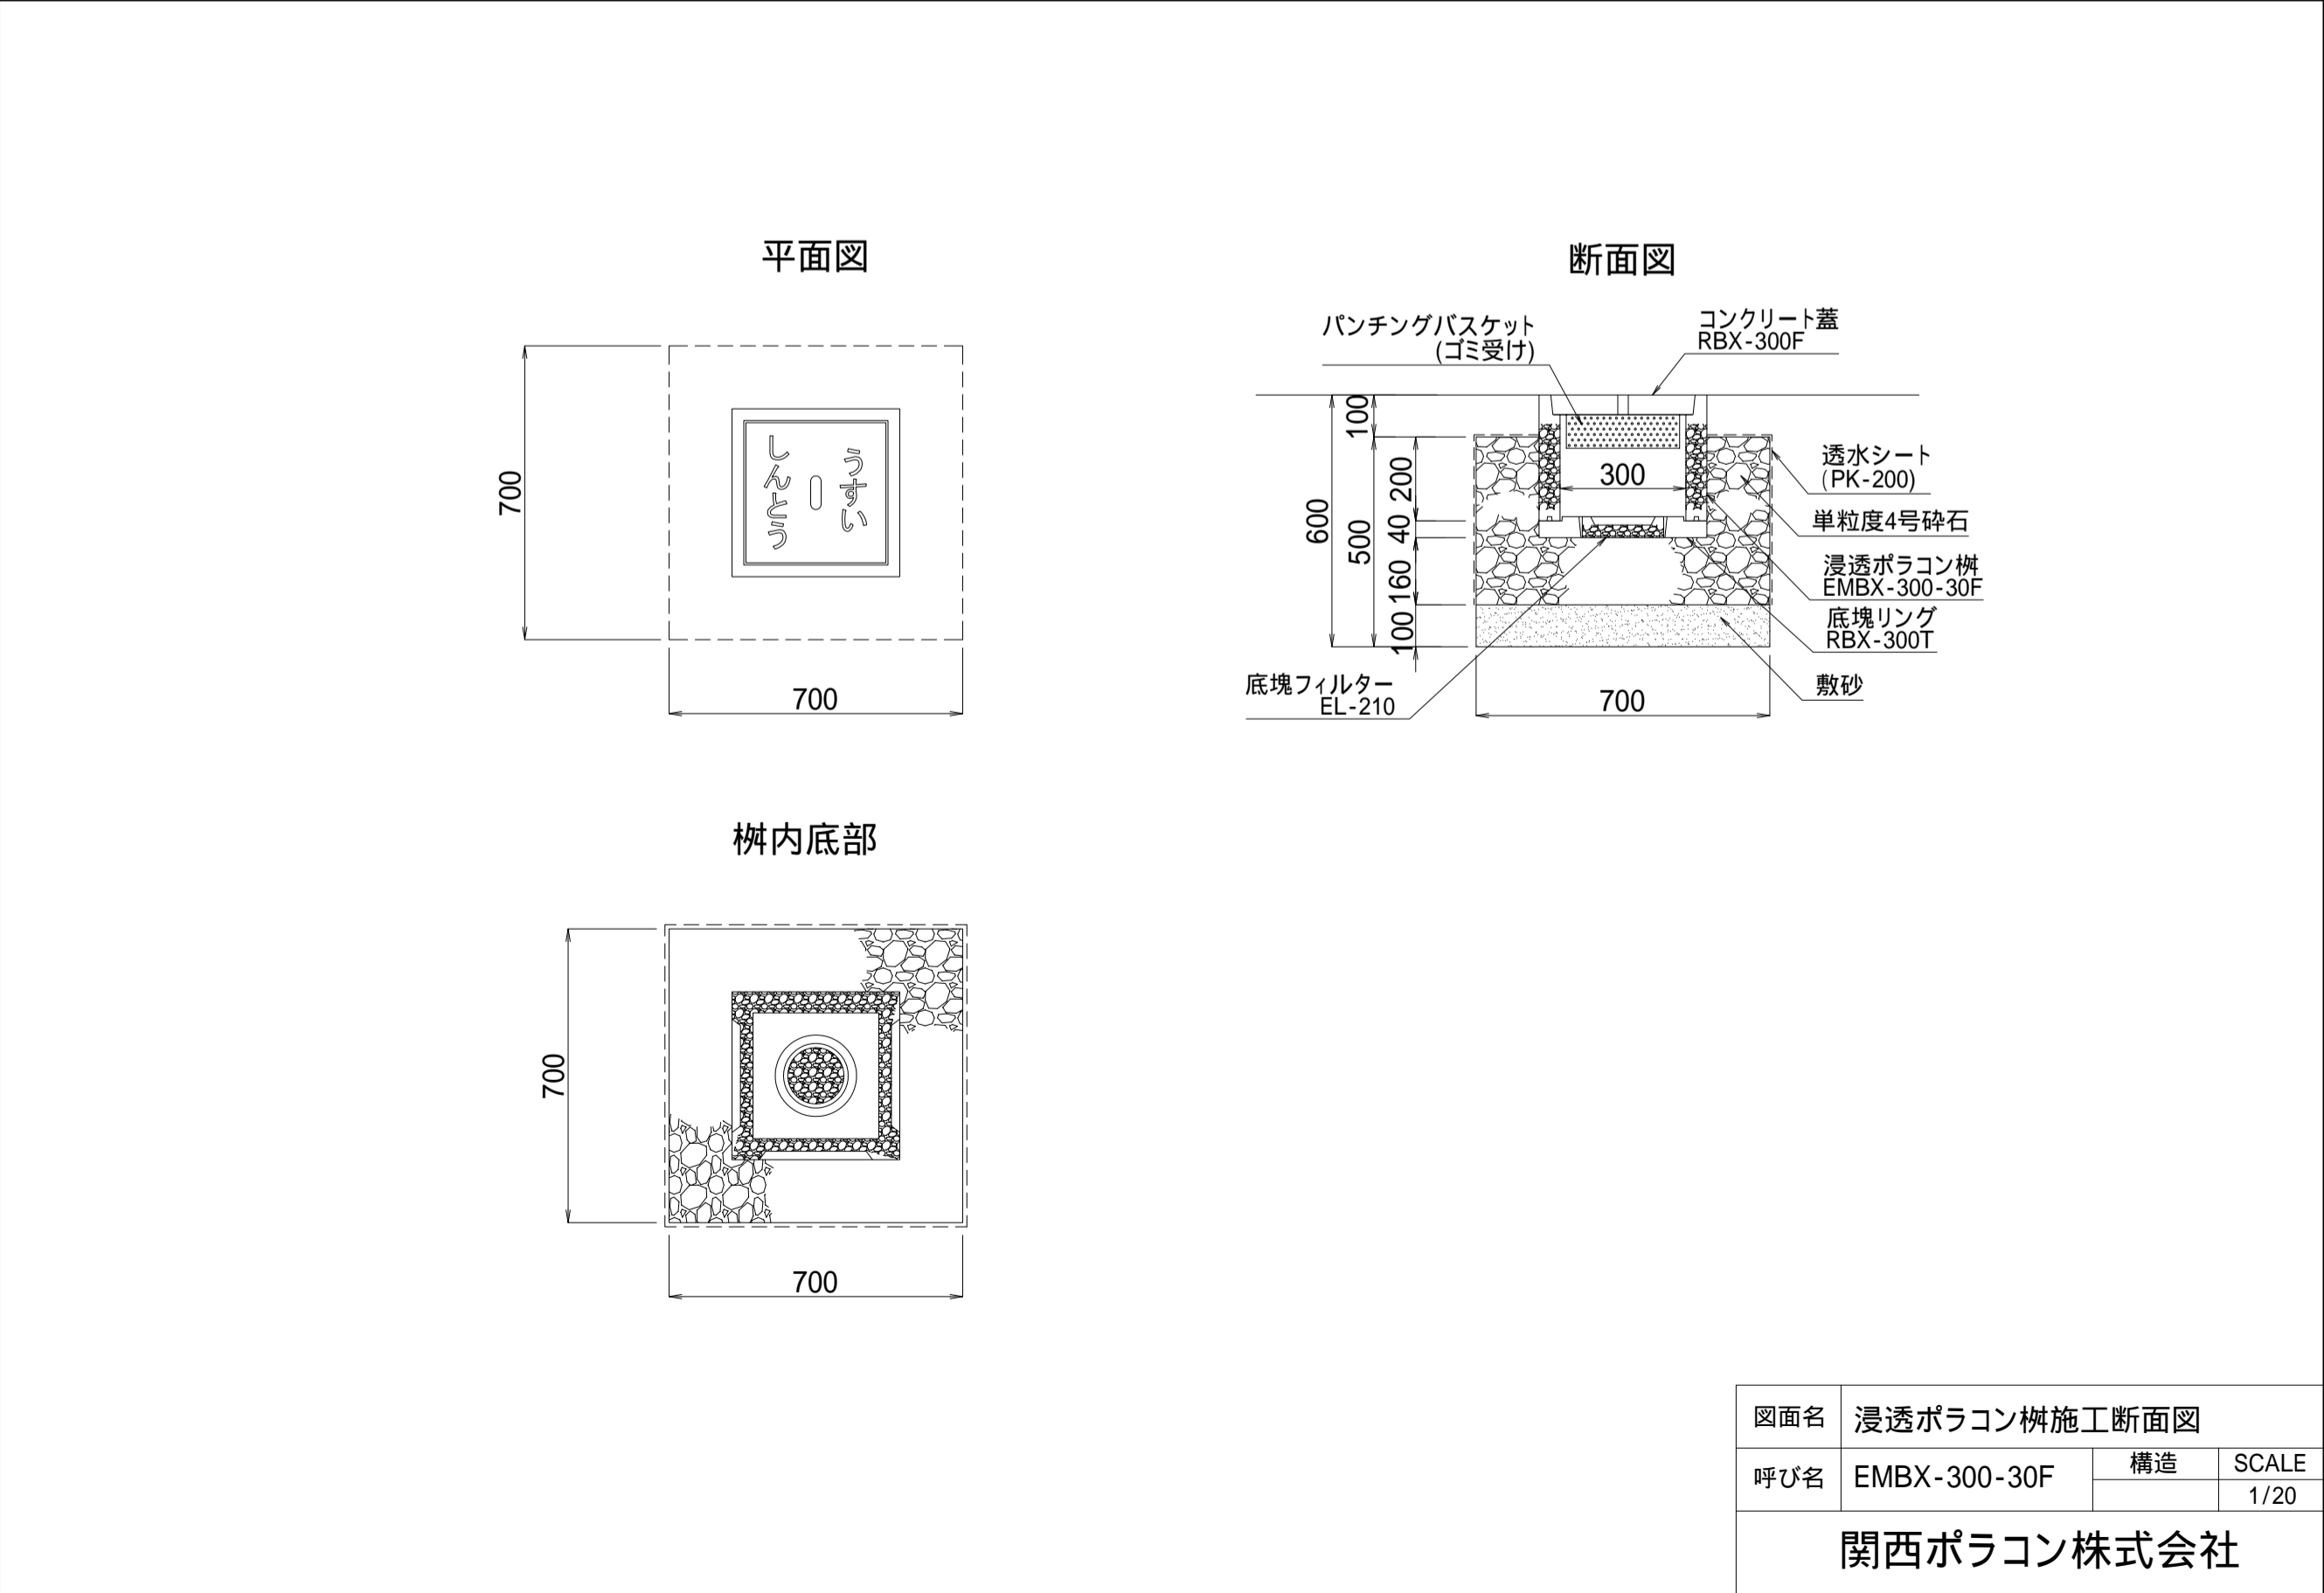 平面図
700
うすい
しんとう
700
断面図
パンチングバスケット
(ゴミ受け)
コンクリート蓋
RBX-300F
100
200
300
600
500
40
160
100
透水シート
(PK-200)
単粒度4号砕石
浸透ポラコン桝
EMBX-300-30F
底塊リング
RBX-300T
敷砂
底塊フィルター
EL-210
700
桝内底部
700
700
図面名 浸透ポラコン桝施工断面図
呼び名 EMBX-300-30F 構造 SCALE
1/20
関西ポラコン株式会社